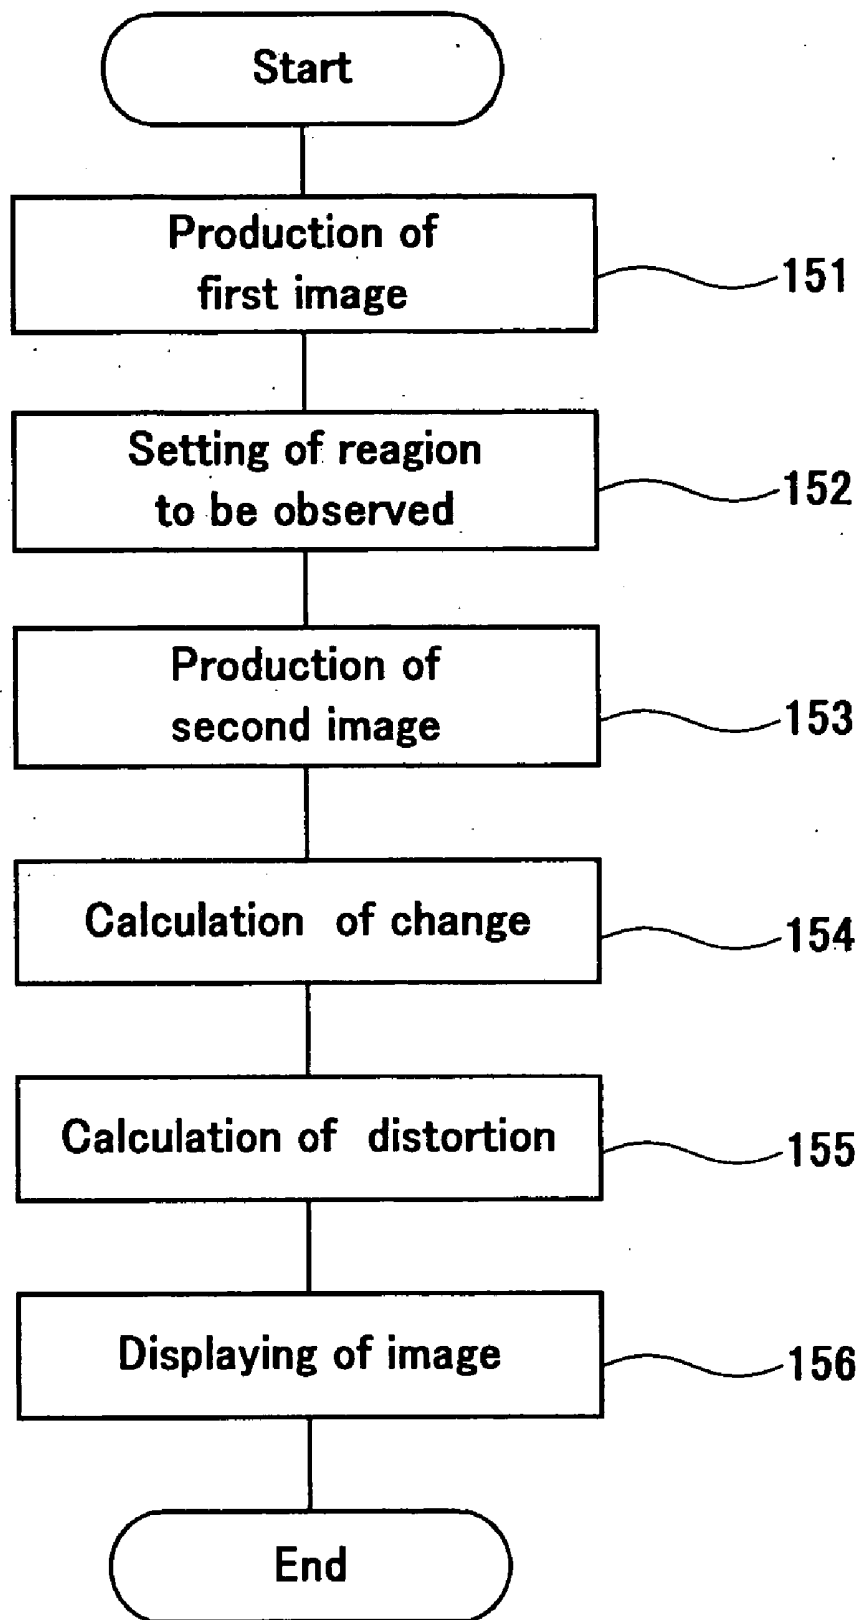 Start
Production of
first image
151
Setting of reagion
to be observed
152
Production of
second image
153
Calculation of change
154
Calculation of distortion
155
Displaying of image
156
End